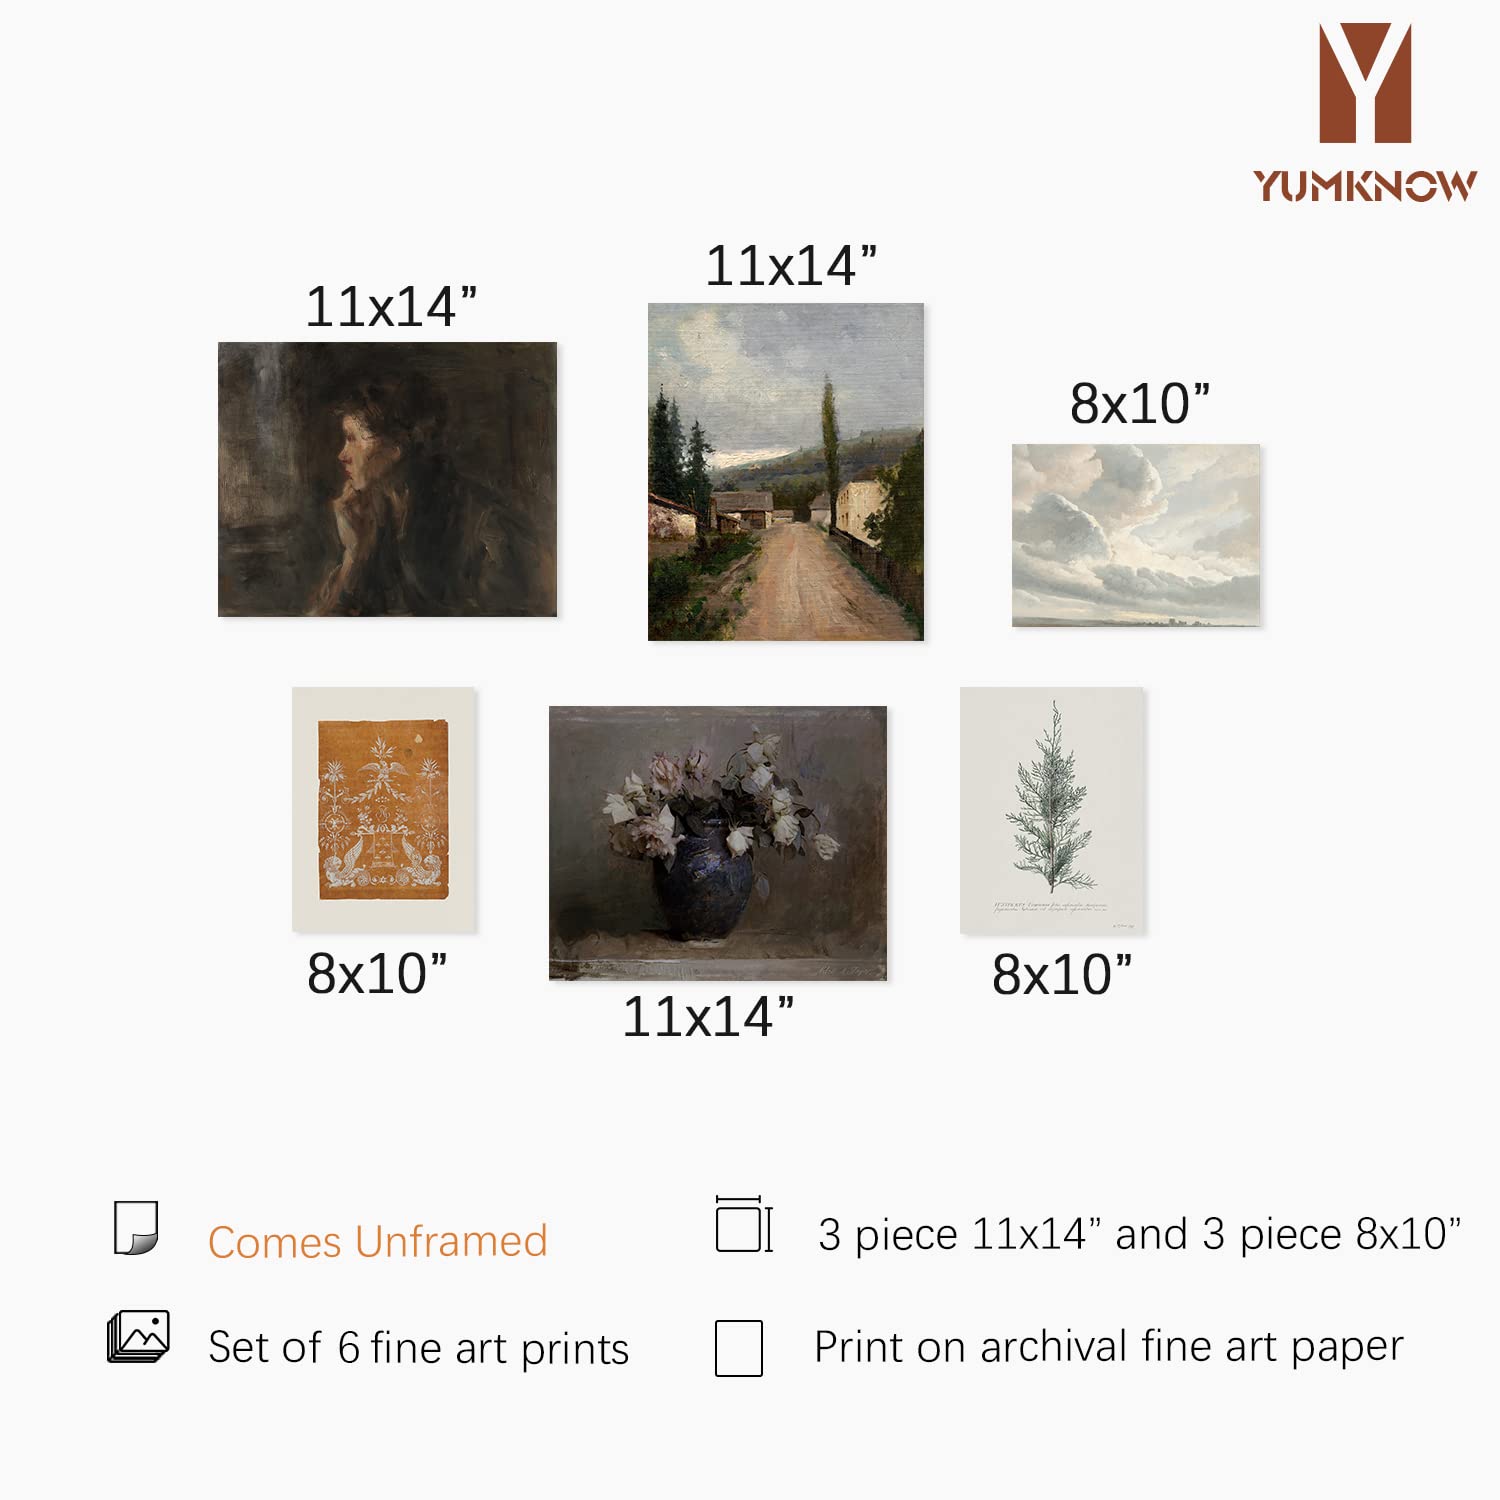 YUMKNOW
11x14”
11x14”
8x10”
8x10”
11x14”
8x10”
Comes Unframed
3 piece 11x14” and 3 piece 8x10”
Set of 6 fine art prints
Print on archival fine art paper